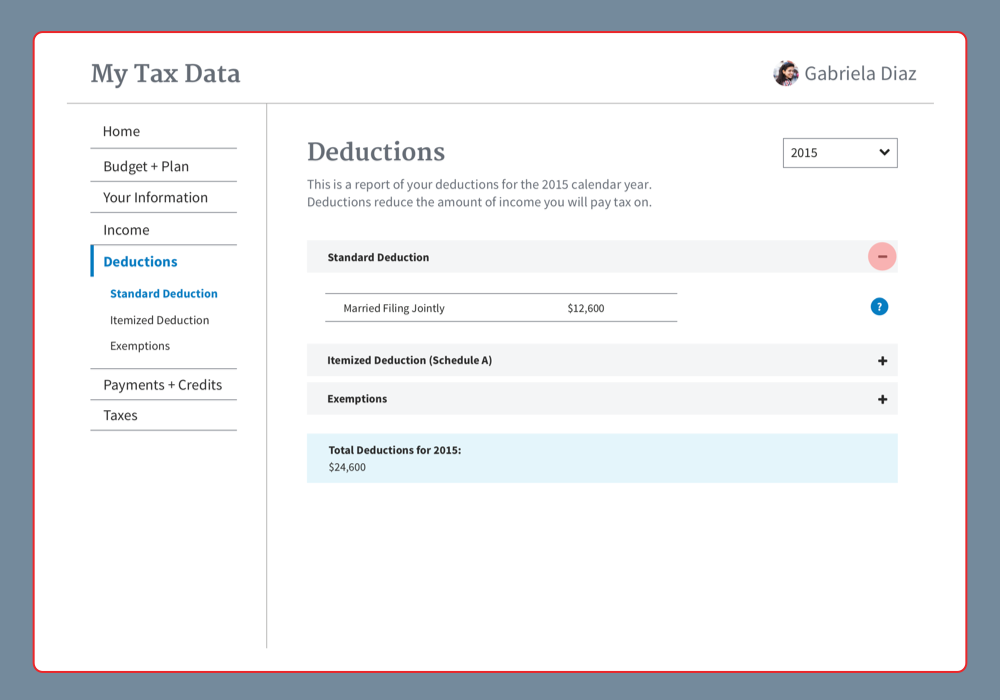 My Tax Data
Gabriela Diaz
Home
Budget + Plan
Your Information
Income
Deductions
Standard Deduction
Itemized Deduction
Exemptions
Payments + Credits
Taxes
Deductions
2015
This is a report of your deductions for the 2015 calendar year.
Deductions reduce the amount of income you will pay tax on.
Standard Deduction
Married Filing Jointly $12,600
?
Itemized Deduction (Schedule A)
Exemptions
Total Deductions for 2015:
$24,600